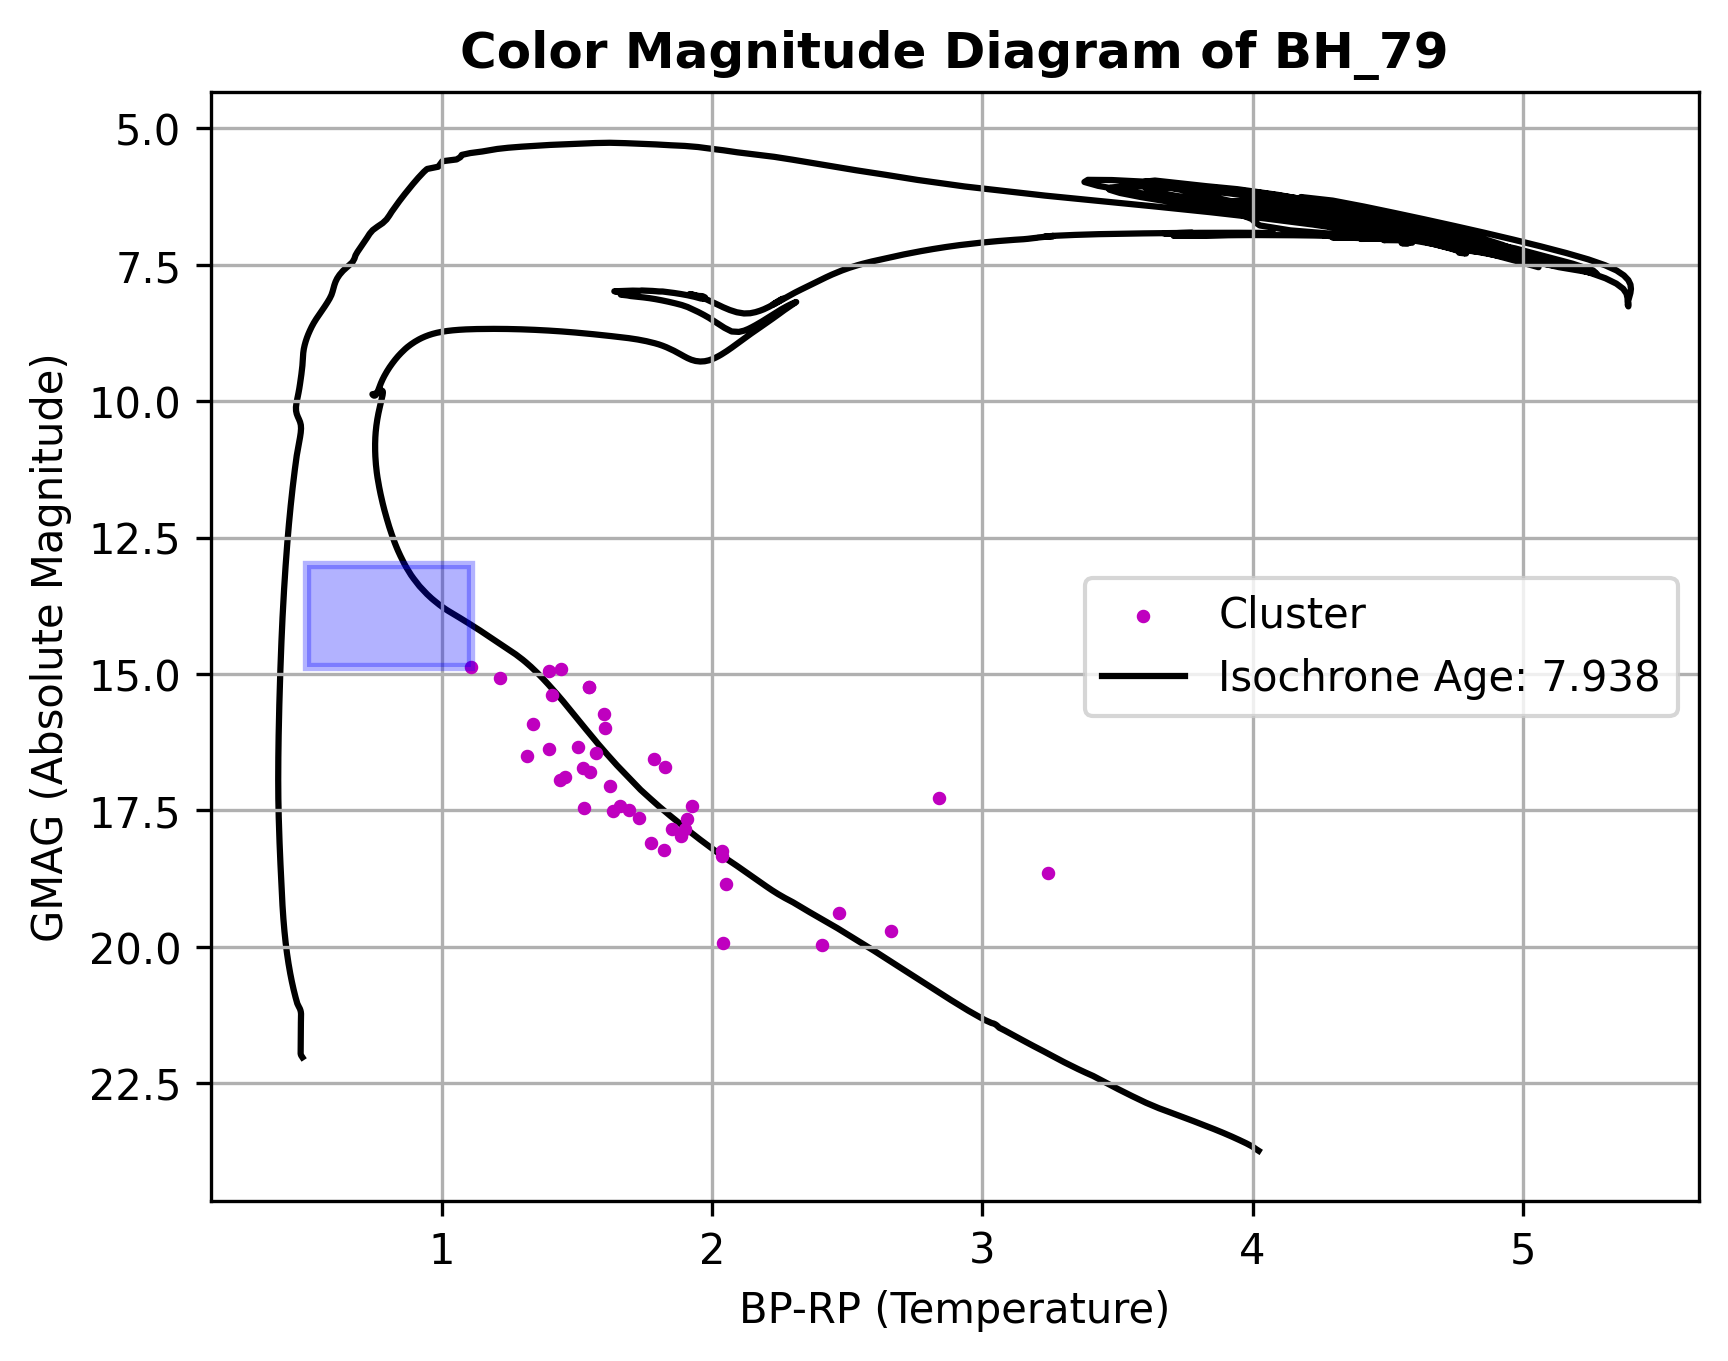 Color Magnitude Diagram of BH_79
5.0
7.5
10.0
12.5
15.0
17.5
20.0
22.5
GMAG (Absolute Magnitude)
Cluster
Isochrone Age: 7.938
1 2 3 4 5
BP-RP (Temperature)